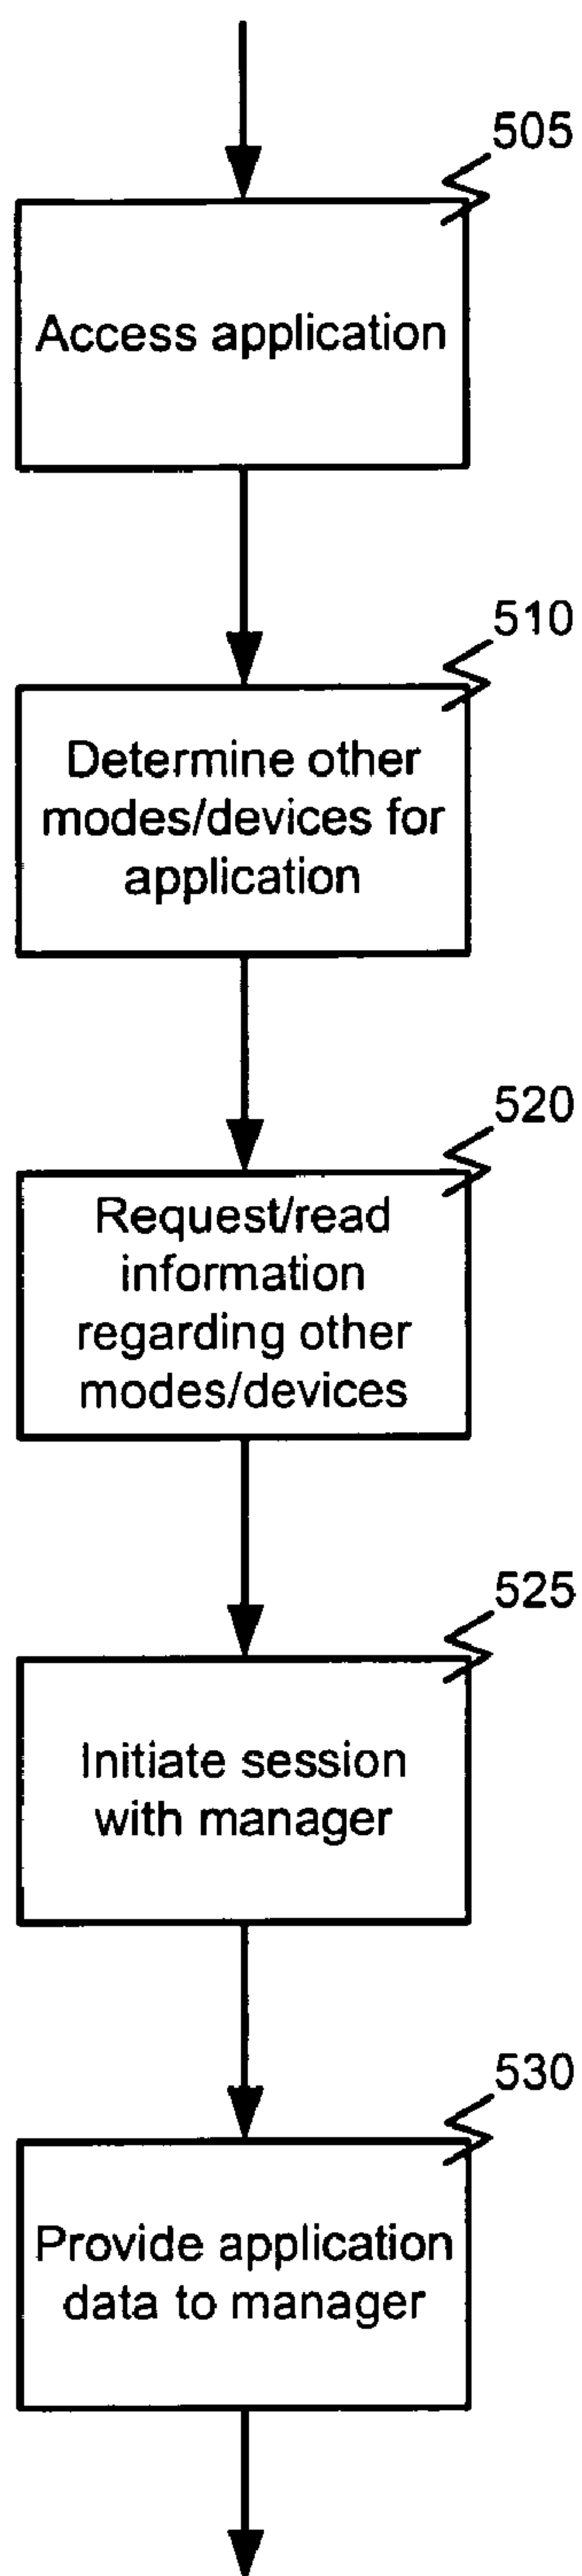 505
Access application
510
Determine other
modes/devices for
application
520
Request/read
information
regarding other
modes/devices
525
Initiate session
with manager
530
Provide application
data to manager